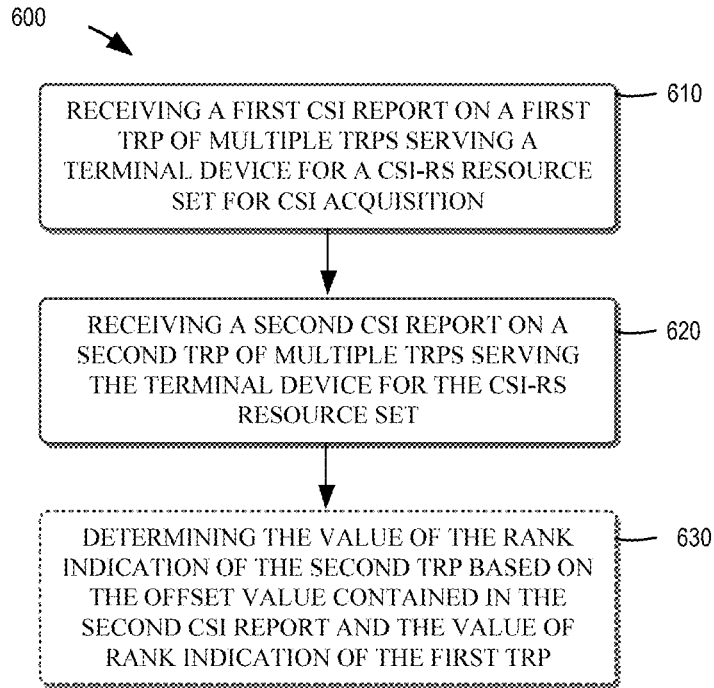 600
610
RECEIVING A FIRST CSI REPORT ON A FIRST
TRP OF MULTIPLE TRPS SERVING A
TERMINAL DEVICE FOR A CSI-RS RESOURCE
SET FOR CSI ACQUISITION
620
RECEIVING A SECOND CSI REPORT ON A
SECOND TRP OF MULTIPLE TRPS SERVING
THE TERMINAL DEVICE FOR THE CSI-RS
RESOURCE SET
630
DETERMINING THE VALUE OF THE RANK
INDICATION OF THE SECOND TRP BASED ON
THE OFFSET VALUE CONTAINED IN THE
SECOND CSI REPORT AND THE VALUE OF
RANK INDICATION OF THE FIRST TRP